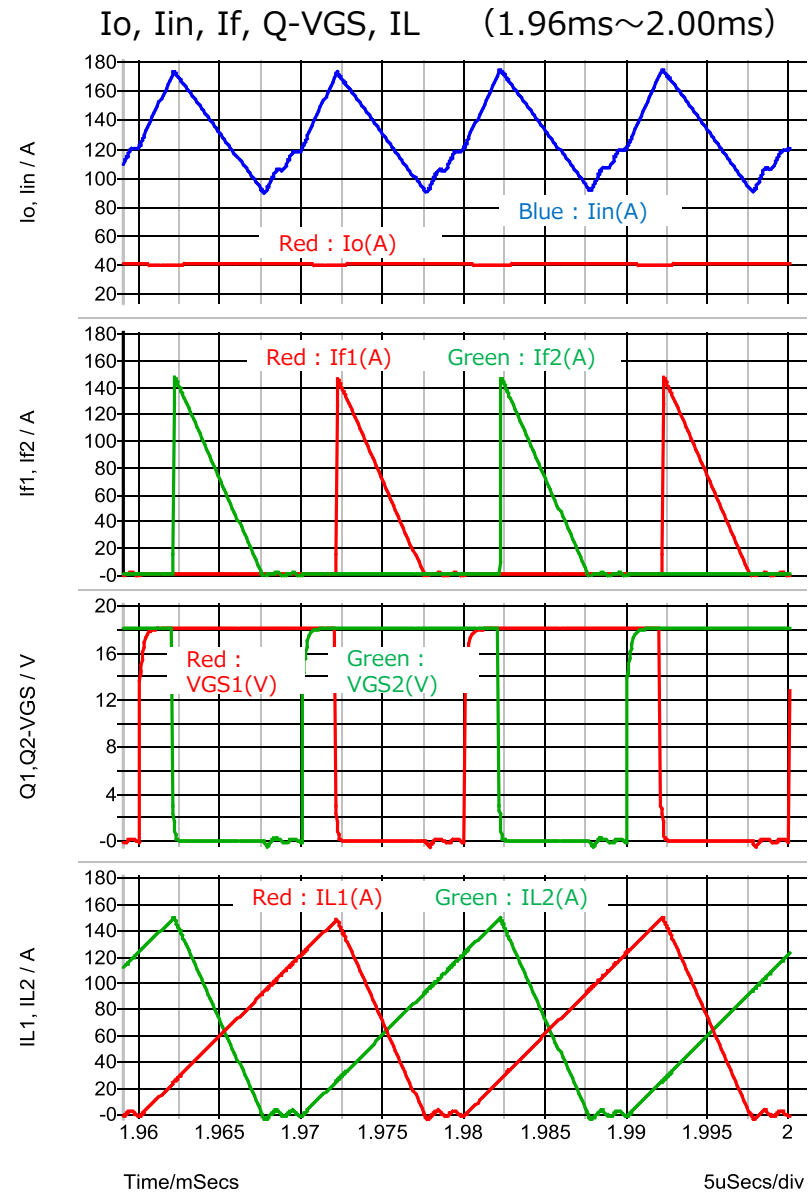 Io, Iin, If, Q-VGS, IL （1.96ms～2.00ms）
180
160
140
120
100
80
60
40
20
Io, Iin / A
Blue : Iin(A)
Red : Io(A)
180
160
140
120
100
80
60
40
20
-0
If1, If2 / A
Red : If1(A) Green : If2(A)
20
16
12
8
4
-0
Q1,Q2-VGS / V
Red :
VGS1(V)
Green :
VGS2(V)
180
160
140
120
100
80
60
40
20
-0
IL1, IL2 / A
Red : IL1(A) Green : IL2(A)
1.96 1.965 1.97 1.975 1.98 1.985 1.99 1.995 2
Time/mSecs 5uSecs/div